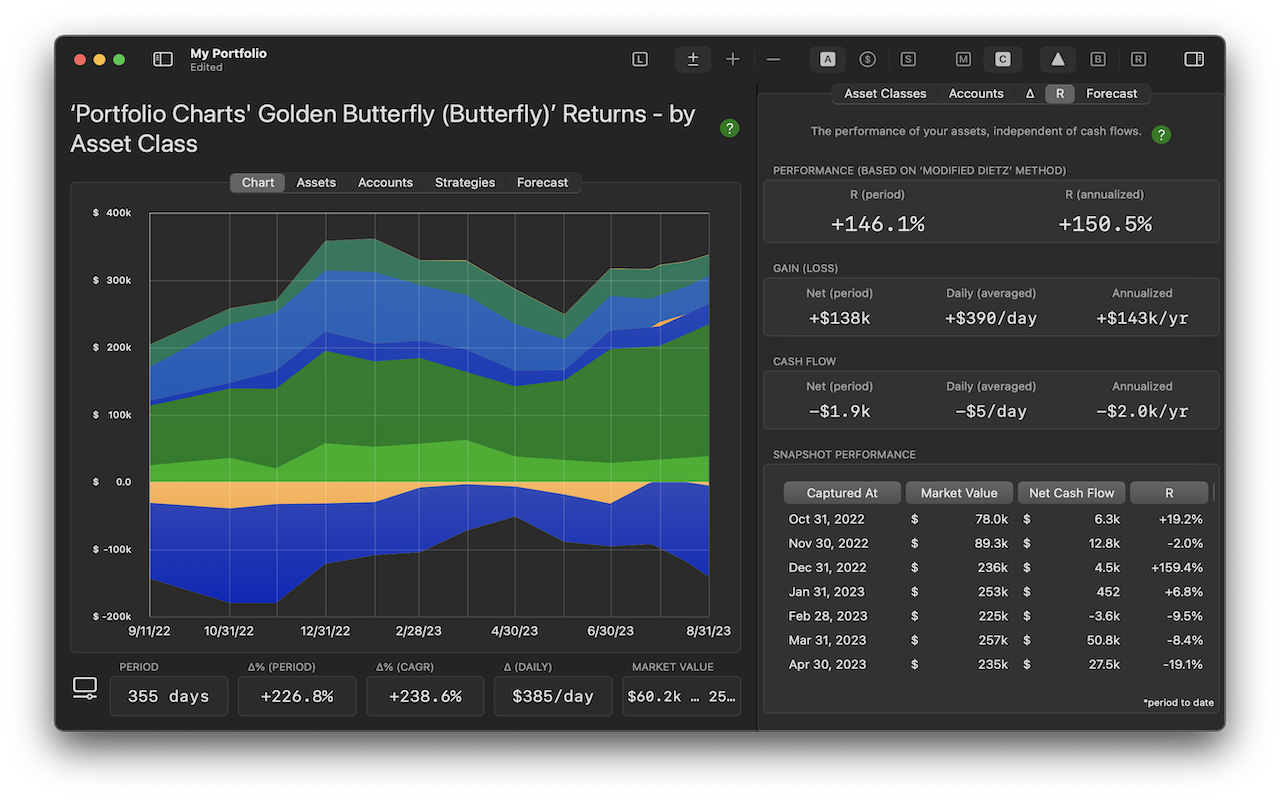 My Portfolio
Edited
L
A
$
S
M
C
B
R
‘Portfolio Charts' Golden Butterfly (Butterfly)’ Returns - by
Asset Class
?
Chart Assets Accounts Strategies Forecast
$ 400k
$ 300k
$ 200k
$ 100k
$ 0.0
$ -100k
$ -200k
9/11/22 10/31/22 12/31/22 2/28/23 4/30/23 6/30/23 8/31/23
PERIOD Δ% (PERIOD) Δ% (CAGR) Δ (DAILY) MARKET VALUE
355 days +226.8% +238.6% $385/day $60.2k … 25…
Asset Classes Accounts Δ R Forecast
The performance of your assets, independent of cash flows. ?
PERFORMANCE (BASED ON ‘MODIFIED DIETZ’ METHOD)
R (period) R (annualized)
+146.1% +150.5%
GAIN (LOSS)
Net (period) Daily (averaged) Annualized
+$138k +$390/day +$143k/yr
CASH FLOW
Net (period) Daily (averaged) Annualized
−$1.9k −$5/day −$2.0k/yr
SNAPSHOT PERFORMANCE
Captured At Market Value Net Cash Flow R
Oct 31, 2022 $ 78.0k $ 6.3k +19.2%
Nov 30, 2022 $ 89.3k $ 12.8k -2.0%
Dec 31, 2022 $ 236k $ 4.5k +159.4%
Jan 31, 2023 $ 253k $ 452 +6.8%
Feb 28, 2023 $ 225k $ -3.6k -9.5%
Mar 31, 2023 $ 257k $ 50.8k -8.4%
Apr 30, 2023 $ 235k $ 27.5k -19.1%
*period to date